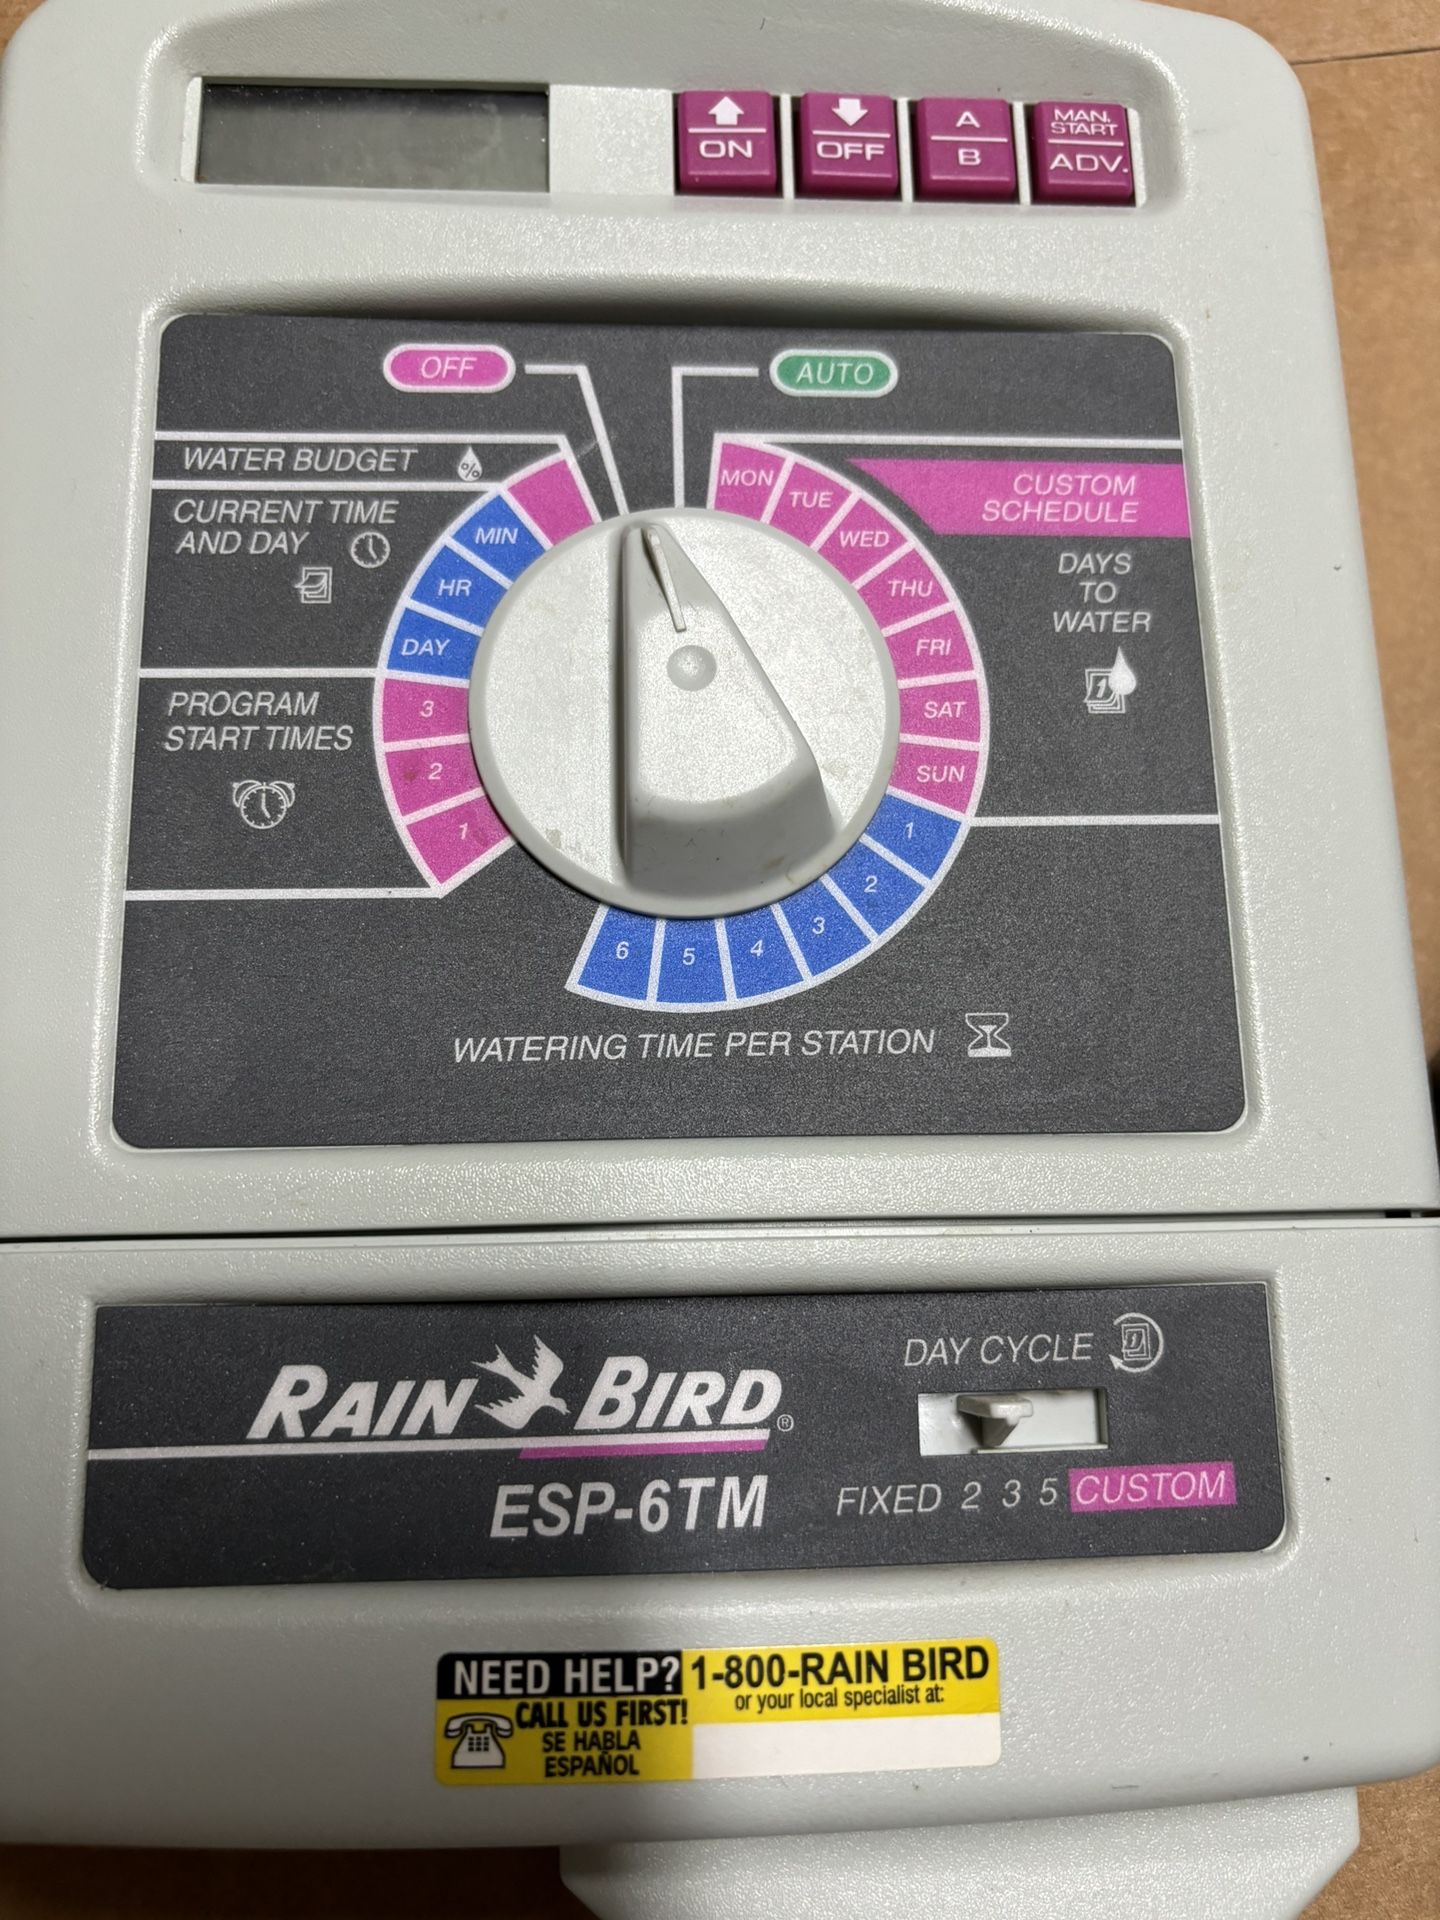 ON
OFF
A
B
MAN.
START
ADV.
OFF
AUTO
WATER BUDGET %
CURRENT TIME
AND DAY
MIN
HR
DAY
PROGRAM
START TIMES
3
2
1
MON
TUE
WED
THU
FRI
SAT
SUN
CUSTOM
SCHEDULE
DAYS
TO
WATER
1
1
2
3
4
5
6
WATERING TIME PER STATION
RAIN BIRD®
ESP-6TM
DAY CYCLE 1
FIXED 2 3 5 CUSTOM
NEED HELP? 1-800-RAIN BIRD
CALL US FIRST! or your local specialist at:
SE HABLA
ESPAÑOL